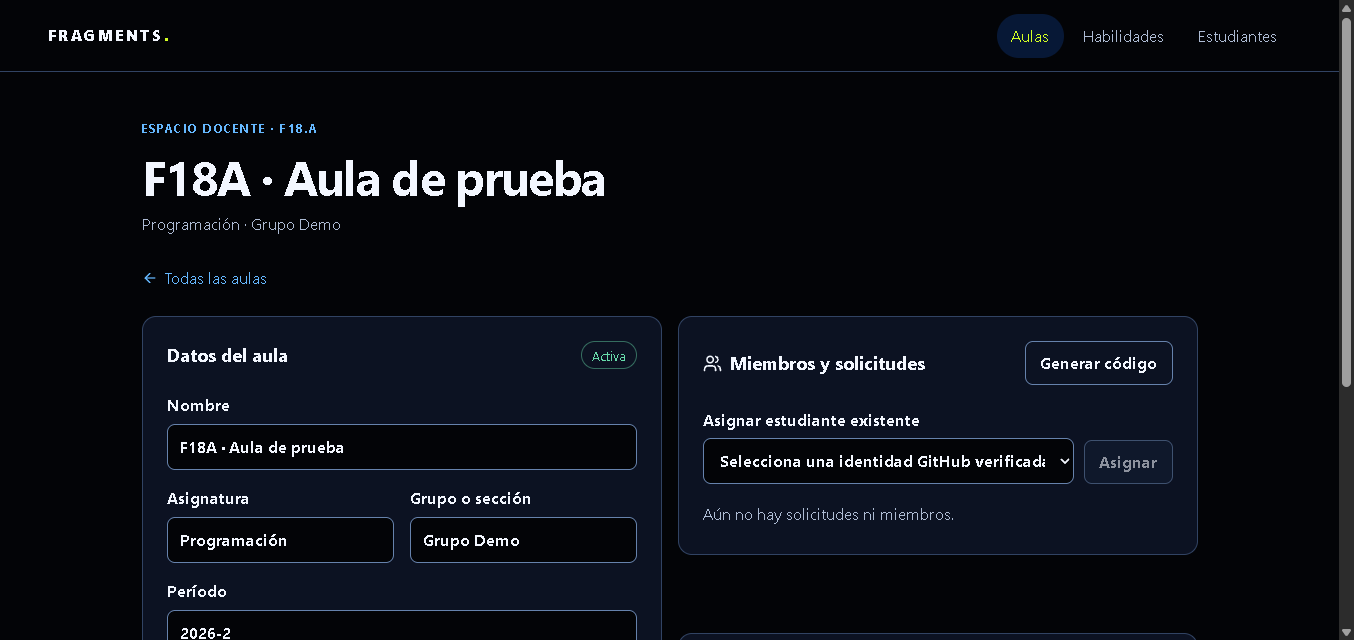 FRAGMENTS.
Aulas
Habilidades
Estudiantes
ESPACIO DOCENTE · F18.A
F18A · Aula de prueba
Programación · Grupo Demo
← Todas las aulas
Datos del aula
Activa
Nombre
F18A · Aula de prueba
Asignatura
Grupo o sección
Programación
Grupo Demo
Período
2026-2
Miembros y solicitudes
Generar código
Asignar estudiante existente
Selecciona una identidad GitHub verificada
Asignar
Aún no hay solicitudes ni miembros.